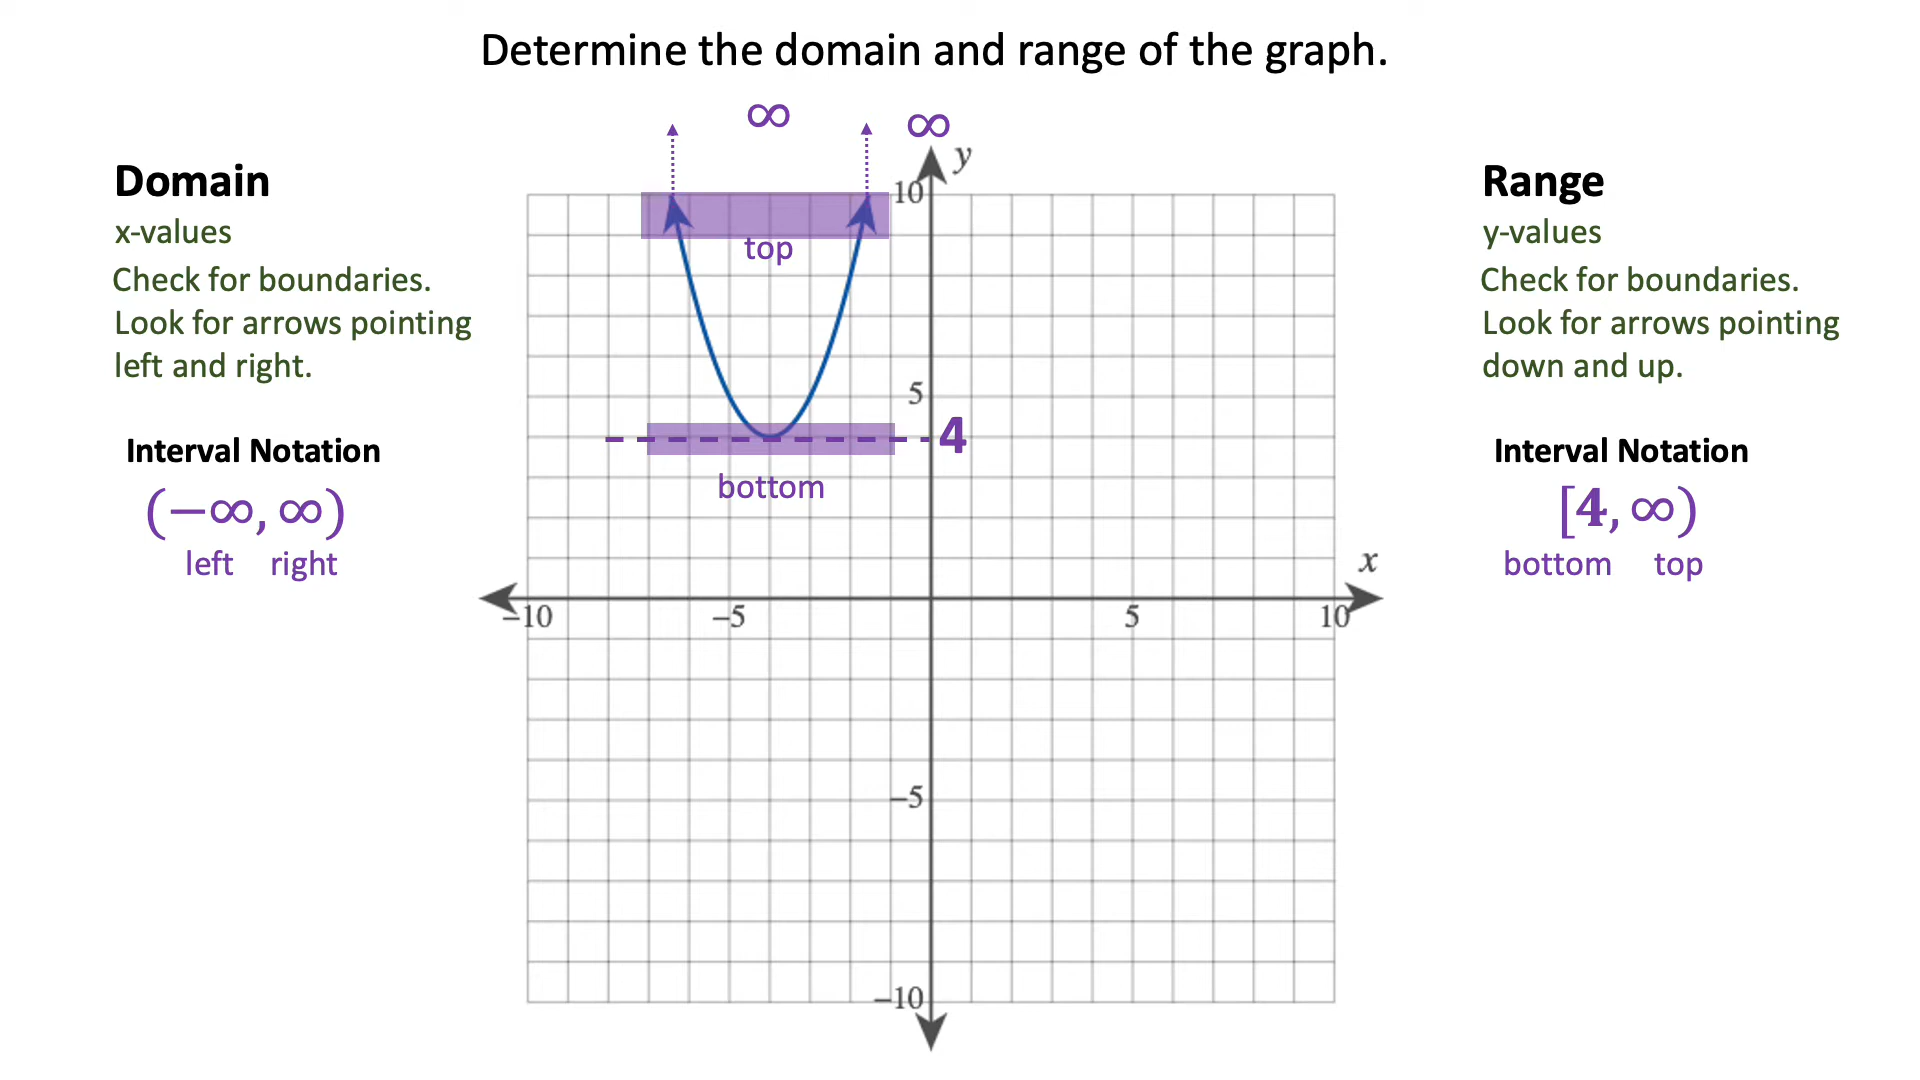 Determine the domain and range of the graph.
Domain
x-values
Check for boundaries.
Look for arrows pointing
left and right.
Interval Notation
(−∞, ∞)
left right
∞
∞
y
10
top
5
4
bottom
x
–10
–5
5
10
–5
–10
Range
y-values
Check for boundaries.
Look for arrows pointing
down and up.
Interval Notation
[4, ∞)
bottom top